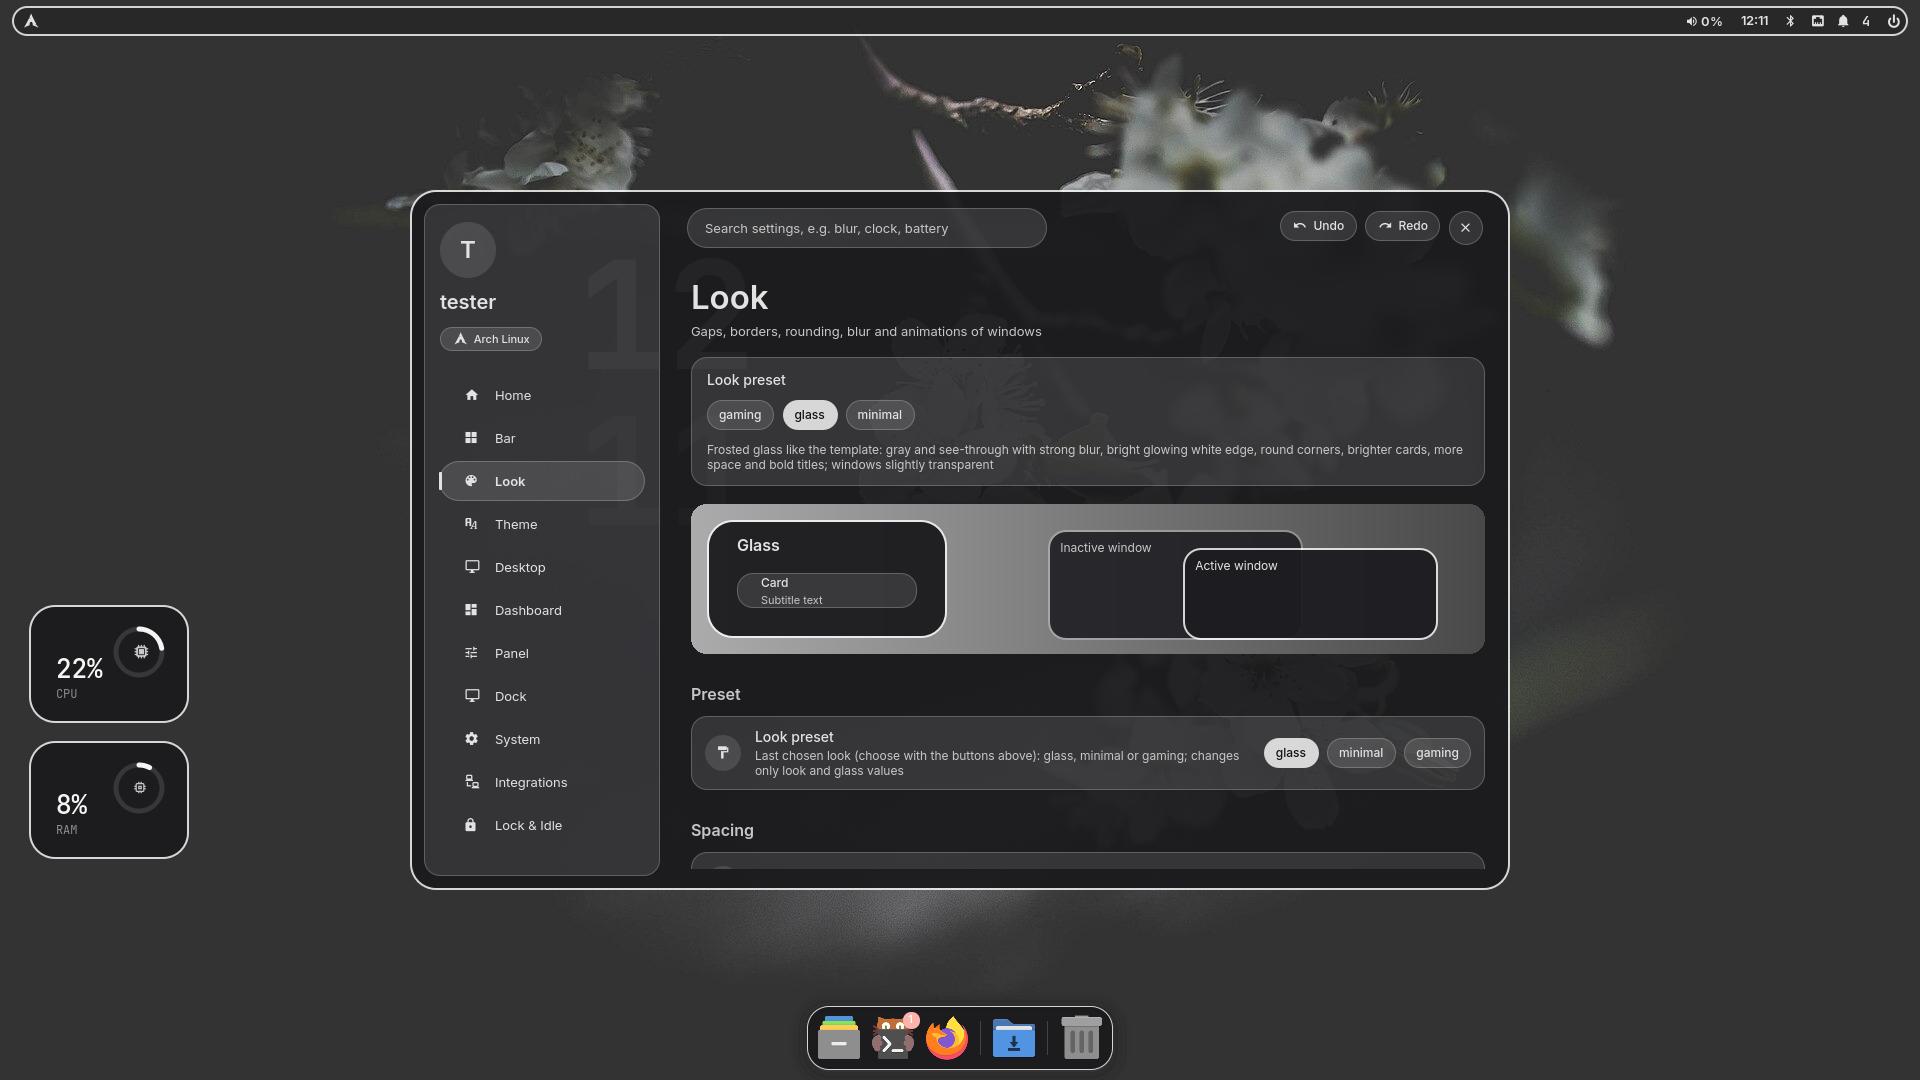 0%
12:11
4
T
tester
Arch Linux
Home
Bar
Look
Theme
Desktop
Dashboard
Panel
Dock
System
Integrations
Lock & Idle
Search settings, e.g. blur, clock, battery
Undo
Redo
12
11
Look
Gaps, borders, rounding, blur and animations of windows
Look preset
gaming
glass
minimal
Frosted glass like the template: gray and see-through with strong blur, bright glowing white edge, round corners, brighter cards, more
space and bold titles; windows slightly transparent
Glass
Card
Subtitle text
Inactive window
Active window
Preset
Look preset
Last chosen look (choose with the buttons above): glass, minimal or gaming; changes
only look and glass values
glass
minimal
gaming
Spacing
22%
CPU
8%
RAM
1